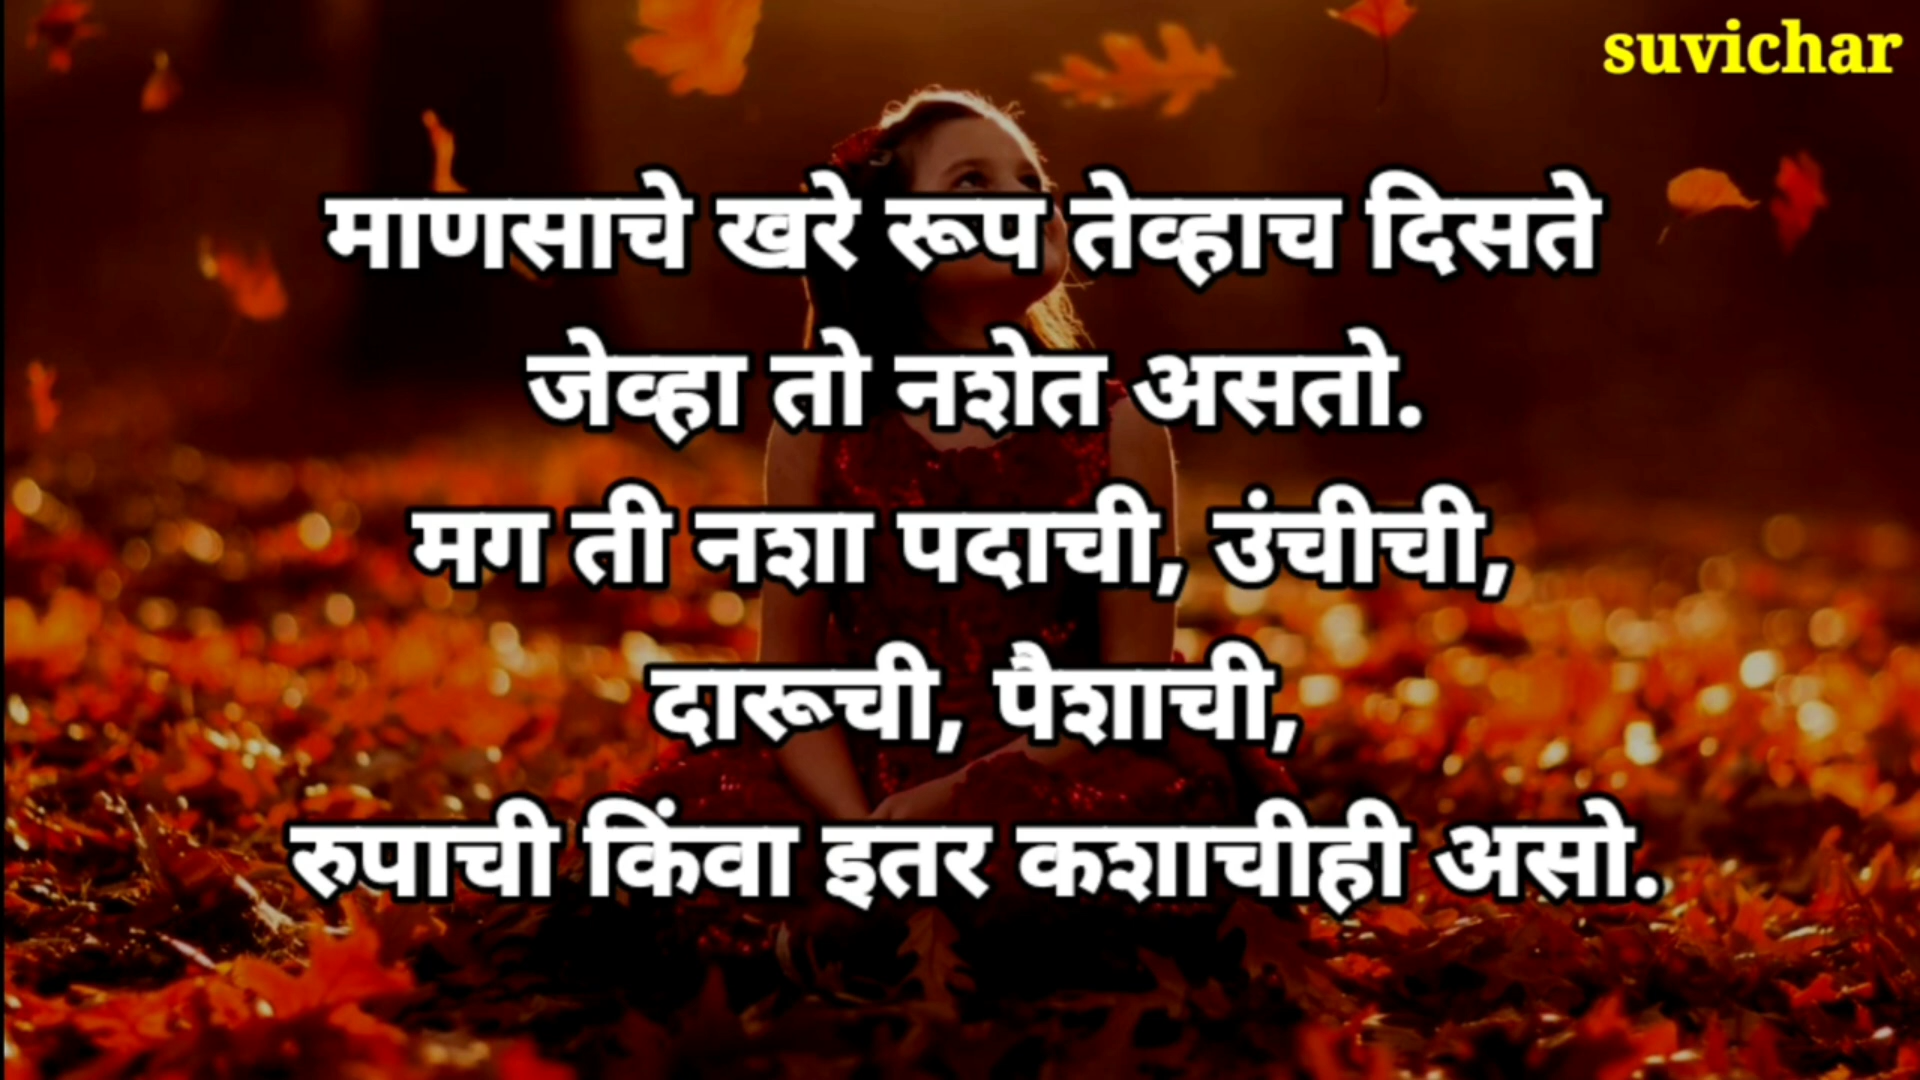 suvichar
माणसाचे खरे रूप तेव्हाच दिसते
जेव्हा तो नशेत असतो.
मग ती नशा पदाची, उंचीची,
दारूची, पैशाची,
रुपाची किंवा इतर कशाचीही असो.